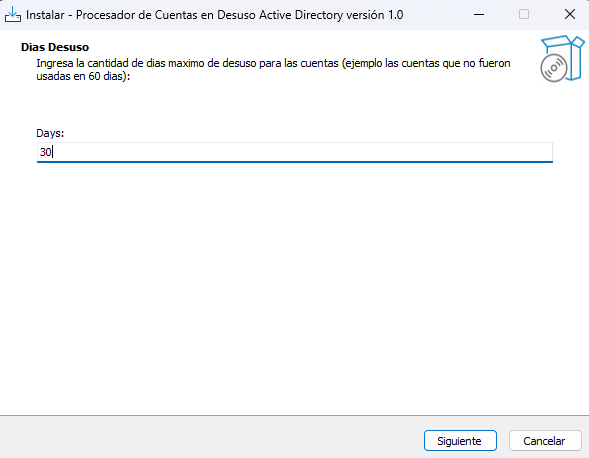 Instalar - Procesador de Cuentas en Desuso Active Directory versión 1.0
Dias Desuso
Ingresa la cantidad de dias maximo de desuso para las cuentas (ejemplo las cuentas que no fueron
usadas en 60 dias):
Days:
30
Siguiente
Cancelar